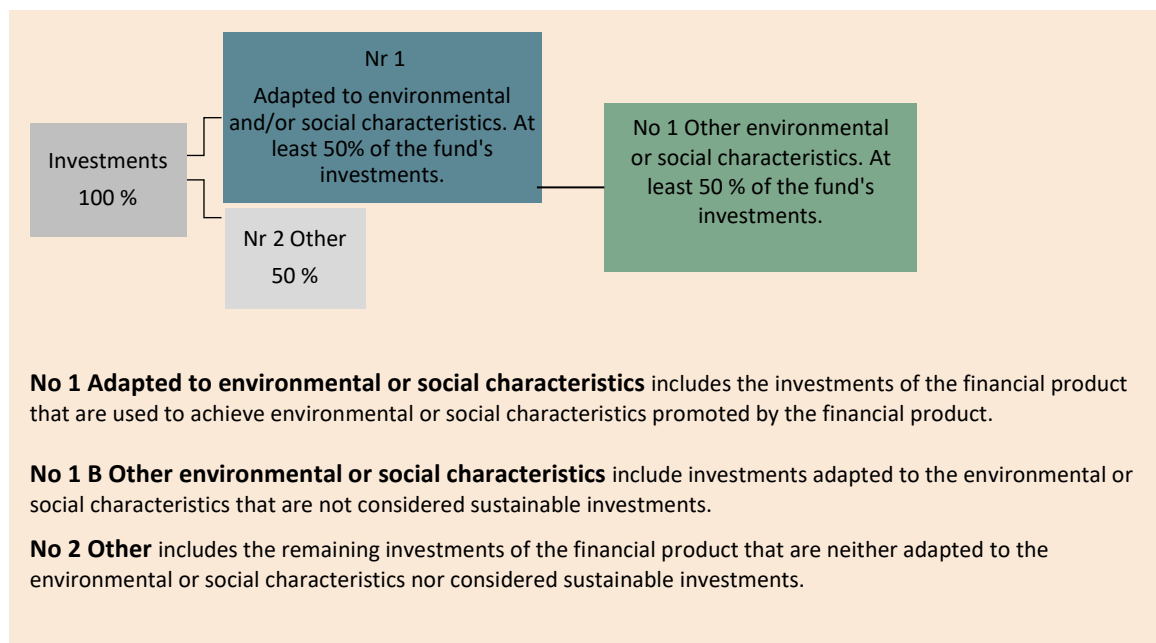 Nr 1
Adapted to environmental
and/or social characteristics. At
least 50% of the fund's
investments.
Investments
100 %
Nr 2 Other
50 %
No 1 Other environmental
or social characteristics. At
least 50 % of the fund's
investments.
No 1 Adapted to environmental or social characteristics includes the investments of the financial product
that are used to achieve environmental or social characteristics promoted by the financial product.
No 1 B Other environmental or social characteristics include investments adapted to the environmental or
social characteristics that are not considered sustainable investments.
No 2 Other includes the remaining investments of the financial product that are neither adapted to the
environmental or social characteristics nor considered sustainable investments.